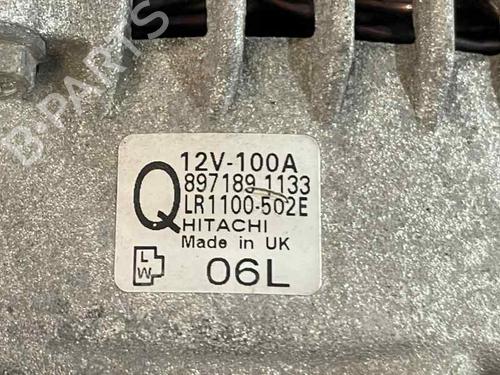 B-PARTS
Q
12V-100A
897189 1133
LR1100-502E
HITACHI
Made in UK
L
W
06L